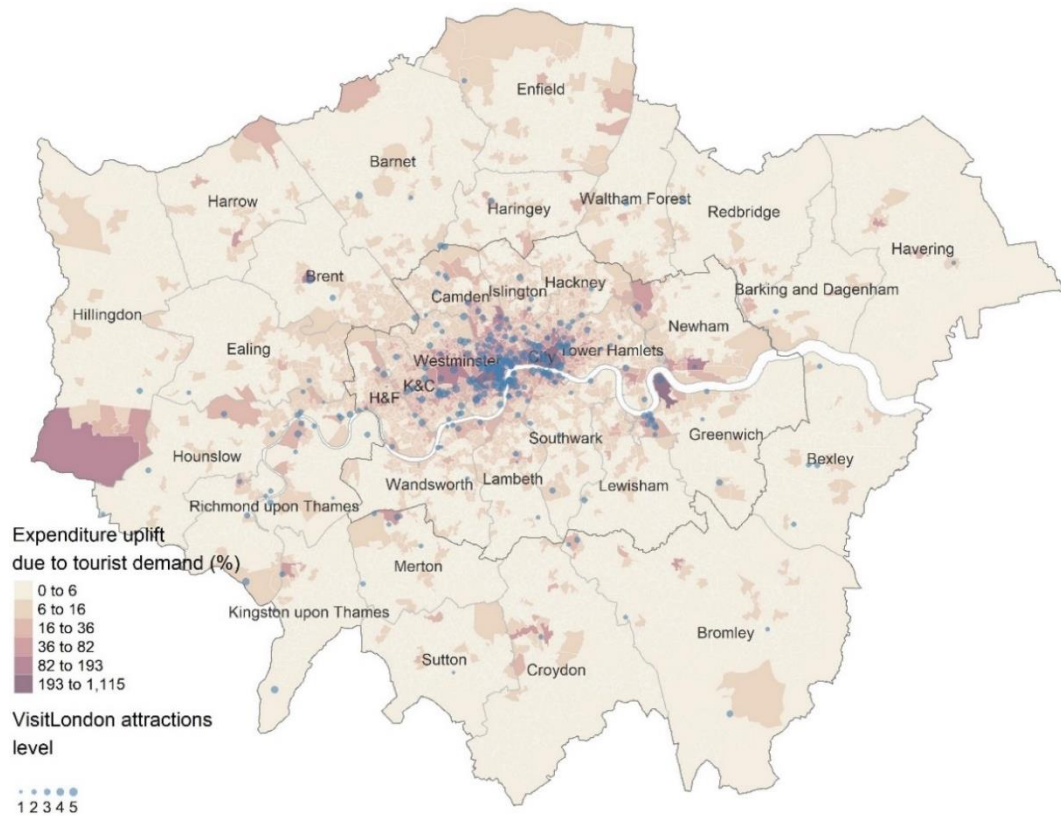 Enfield
Barnet
Harrow
Haringey
Waltham Forest
Redbridge
Havering
Brent
Camden
Islington
Hackney
Barking and Dagenham
Hillingdon
Newham
Ealing
Westminster
City
Tower Hamlets
K&C
H&F
Southwark
Greenwich
Hounslow
Bexley
Wandsworth
Lambeth
Lewisham
Richmond upon Thames
Expenditure uplift
due to tourist demand (%)
0 to 6
6 to 16
16 to 36
36 to 82
82 to 193
193 to 1,115
Merton
Kingston upon Thames
Bromley
Sutton
Croydon
VisitLondon attractions
level
1 2 3 4 5